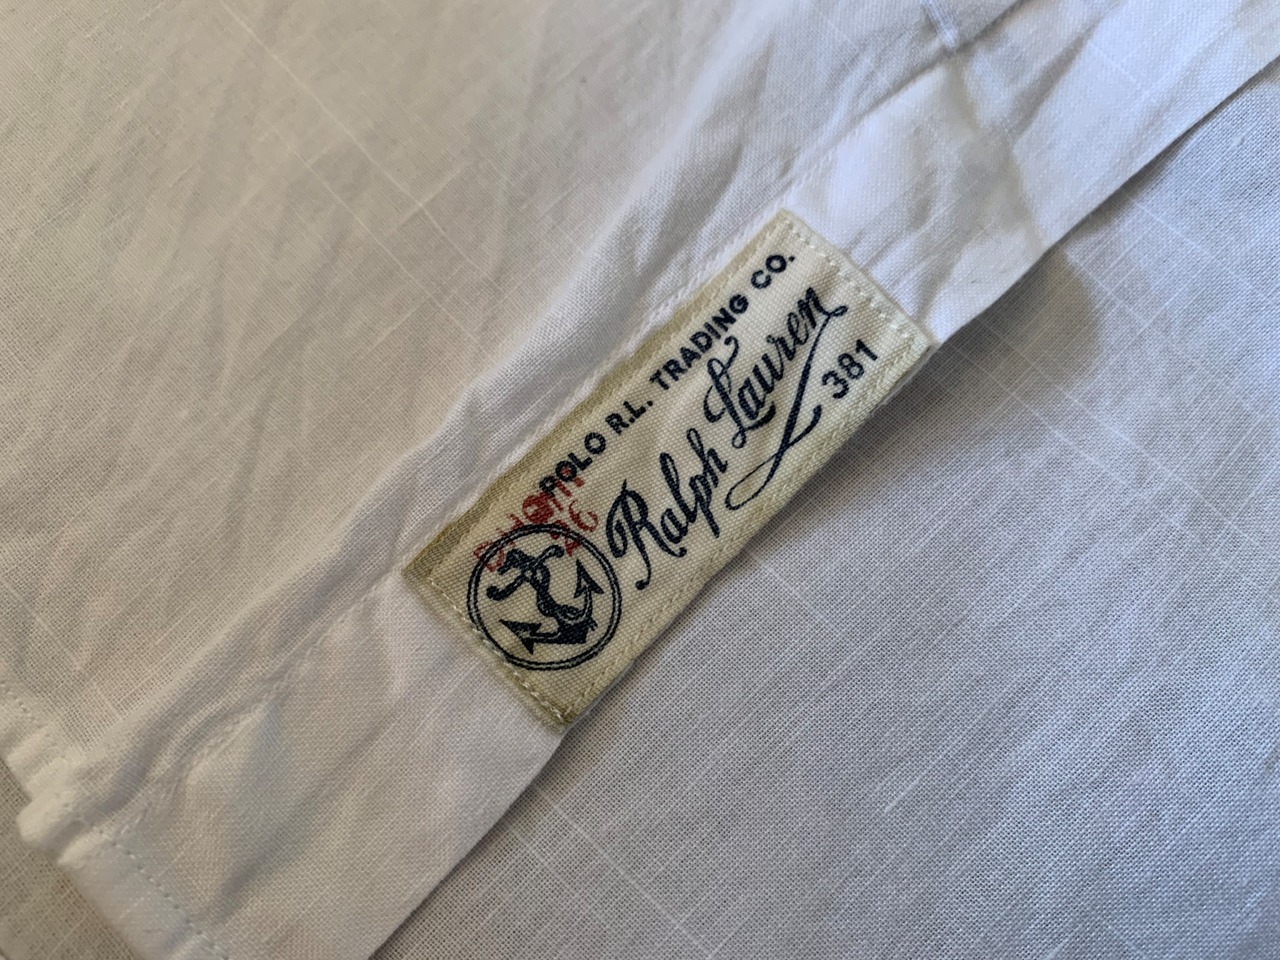 POLO R.L. TRADING CO.
Ralph Lauren
381